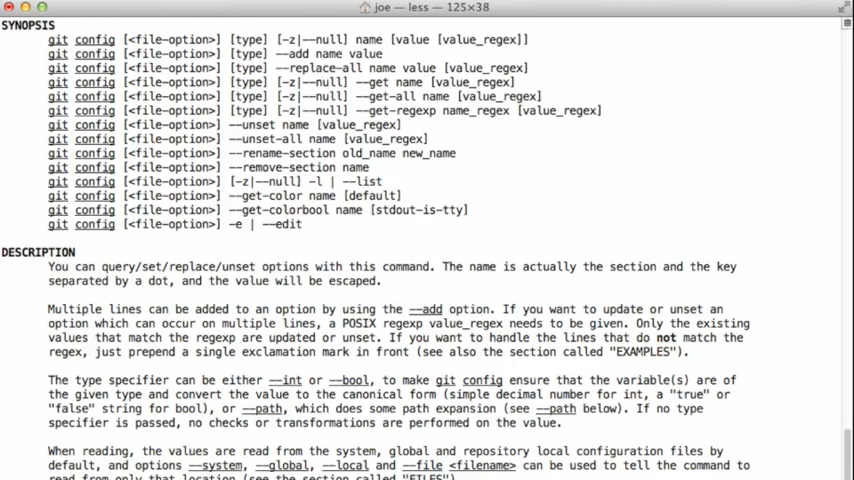 joe — less — 125×38
SYNOPSIS
git config [<file-option>] [type] [-z|--null] name [value [value_regex]]
git config [<file-option>] [type] --add name value
git config [<file-option>] [type] --replace-all name value [value_regex]
git config [<file-option>] [type] [-z|--null] --get name [value_regex]
git config [<file-option>] [type] [-z|--null] --get-all name [value_regex]
git config [<file-option>] [type] [-z|--null] --get-regexp name_regex [value_regex]
git config [<file-option>] --unset name [value_regex]
git config [<file-option>] --unset-all name [value_regex]
git config [<file-option>] --rename-section old_name new_name
git config [<file-option>] --remove-section name
git config [<file-option>] [-z|--null] -l | --list
git config [<file-option>] --get-color name [default]
git config [<file-option>] --get-colorbool name [stdout-is-tty]
git config [<file-option>] -e | --edit
DESCRIPTION
You can query/set/replace/unset options with this command. The name is actually the section and the key
separated by a dot, and the value will be escaped.
Multiple lines can be added to an option by using the --add option. If you want to update or unset an
option which can occur on multiple lines, a POSIX regexp value_regex needs to be given. Only the existing
values that match the regexp are updated or unset. If you want to handle the lines that do not match the
regex, just prepend a single exclamation mark in front (see also the section called "EXAMPLES").
The type specifier can be either --int or --bool, to make git config ensure that the variable(s) are of
the given type and convert the value to the canonical form (simple decimal number for int, a "true" or
"false" string for bool), or --path, which does some path expansion (see --path below). If no type
specifier is passed, no checks or transformations are performed on the value.
When reading, the values are read from the system, global and repository local configuration files by
default, and options --system, --global, --local and --file <filename> can be used to tell the command to
read from only that location (see the section called "FILES").